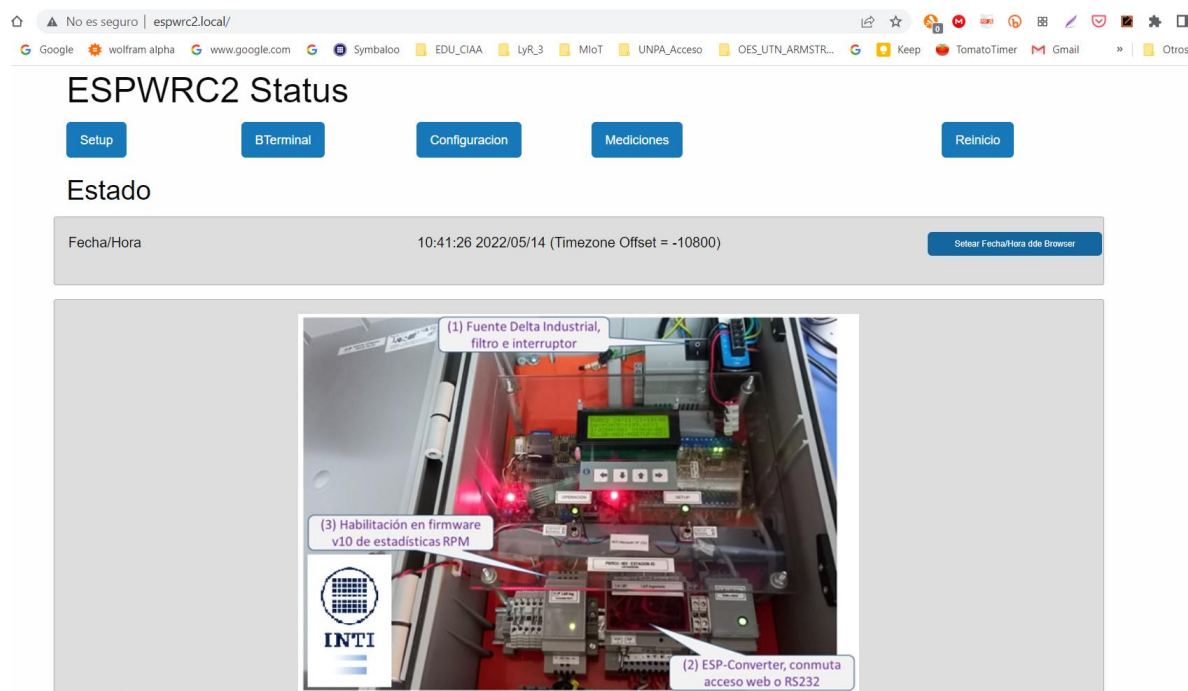 No es seguro | espwrc2.local/
Google wolfram alpha www.google.com Symbaloo EDU_CIAA LyR_3 MIoT UNPA_Acceso OES_UTN_ARMSTR... Keep TomatoTimer Gmail » Otros
ESPWRC2 Status
Setup BTerminal Configuracion Mediciones Reinicio
Estado
Fecha/Hora 10:41:26 2022/05/14 (Timezone Offset = -10800) Setear Fecha/Hora dde Browser
(1) Fuente Delta Industrial,
filtro e interruptor
OPERACION SETUP
(3) Habilitación en firmware
v10 de estadísticas RPM
INTI
(2) ESP-Converter, conmuta
acceso web o RS232